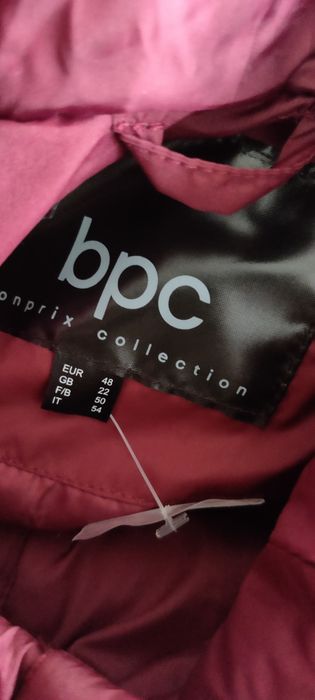 bpc
onprix collection
EUR 48
GB 22
F/B 50
IT 54